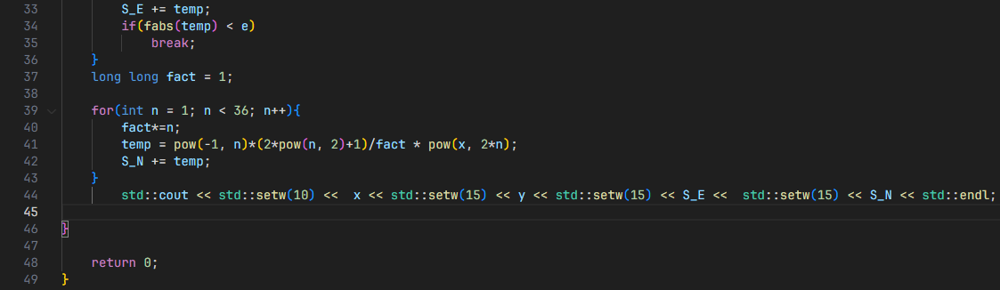 33 S_E += temp;
34 if(fabs(temp) < e)
35 break;
36 }
37 long long fact = 1;
38
39 for(int n = 1; n < 36; n++){
40 fact*=n;
41 temp = pow(-1, n)*(2*pow(n, 2)+1)/fact * pow(x, 2*n);
42 S_N += temp;
43 }
44 std::cout << std::setw(10) <<  x << std::setw(15) << y << std::setw(15) << S_E <<  std::setw(15) << S_N << std::endl;
45
46 }
47
48 return 0;
49 }